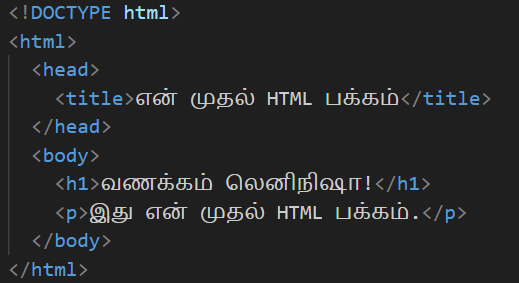 <!DOCTYPE html>
<html>
<head>
<title>என் முதல் HTML பக்கம்</title>
</head>
<body>
<h1>வணக்கம் லெனிநிஷா!</h1>
<p>இது என் முதல் HTML பக்கம்.</p>
</body>
</html>